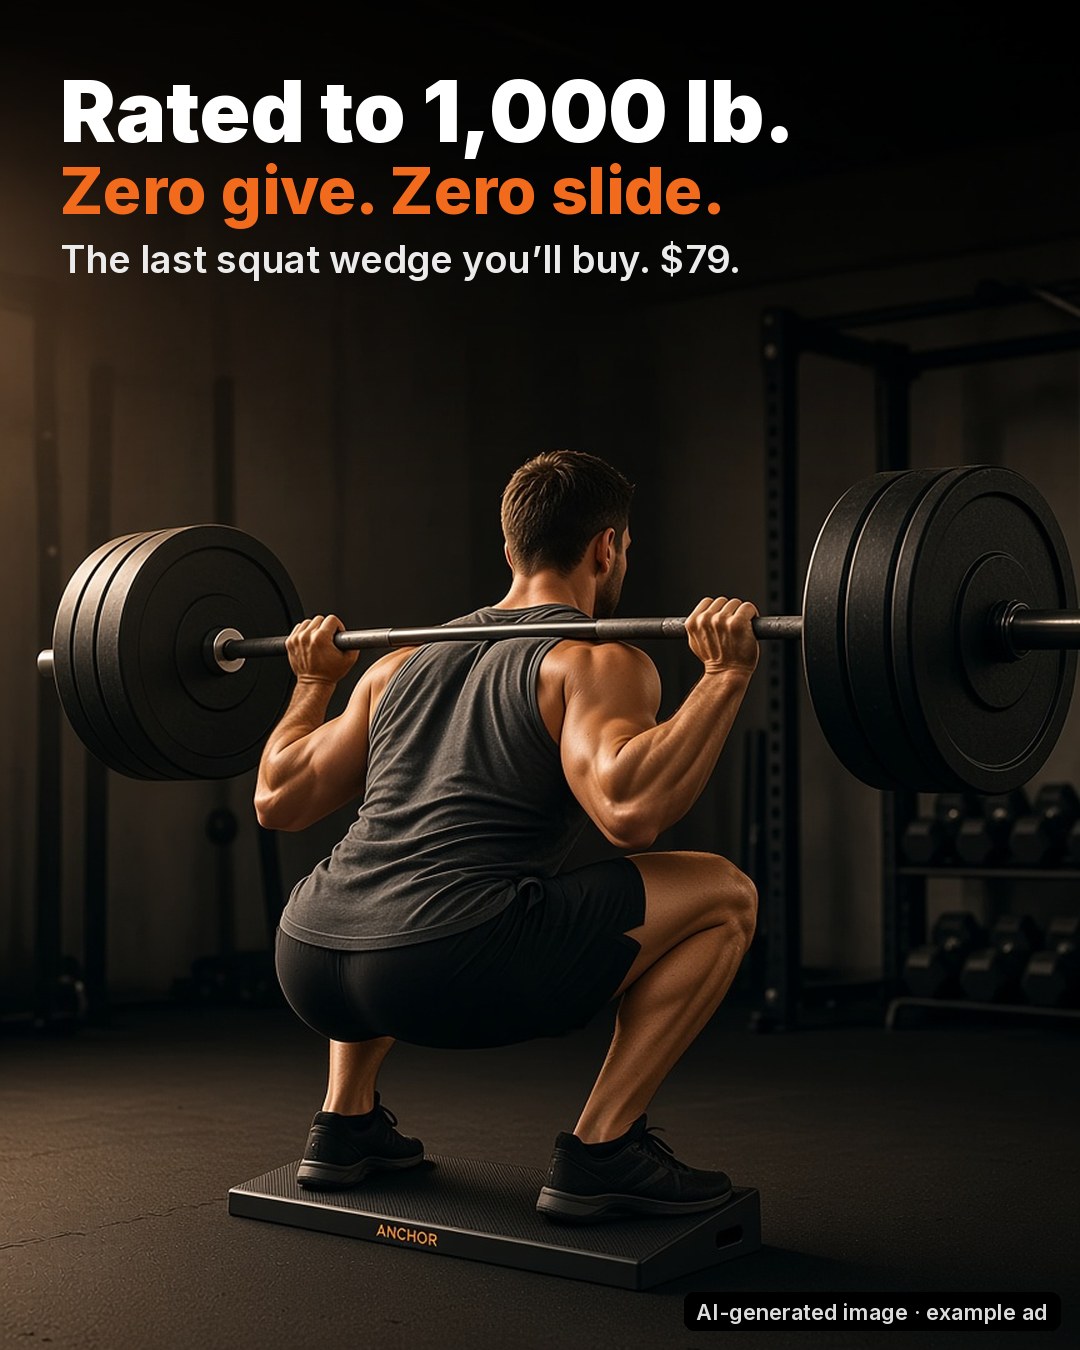 Rated to 1,000 lb.
Zero give. Zero slide.
The last squat wedge you’ll buy. $79.
ANCHOR
AI-generated image · example ad